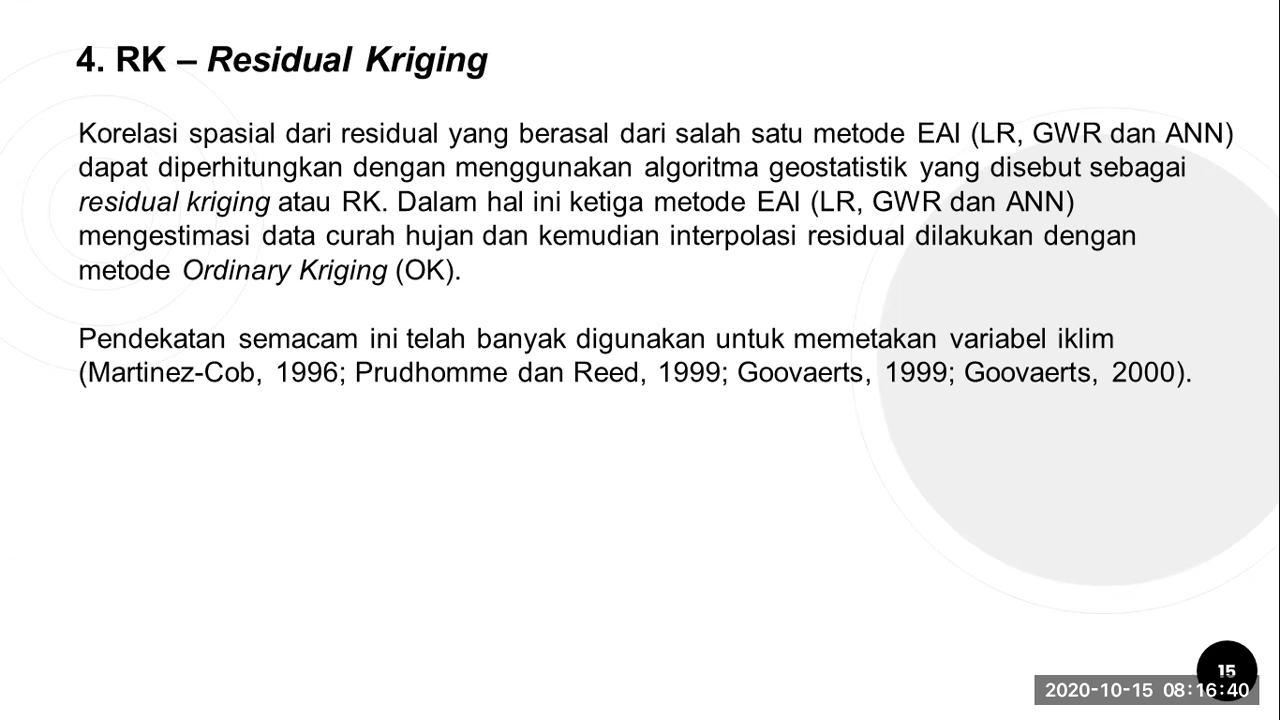 4. RK – Residual Kriging
Korelasi spasial dari residual yang berasal dari salah satu metode EAI (LR, GWR dan ANN)
dapat diperhitungkan dengan menggunakan algoritma geostatistik yang disebut sebagai
residual kriging atau RK. Dalam hal ini ketiga metode EAI (LR, GWR dan ANN)
mengestimasi data curah hujan dan kemudian interpolasi residual dilakukan dengan
metode Ordinary Kriging (OK).
Pendekatan semacam ini telah banyak digunakan untuk memetakan variabel iklim
(Martinez-Cob, 1996; Prudhomme dan Reed, 1999; Goovaerts, 1999; Goovaerts, 2000).
15
2020-10-15 08:16:40